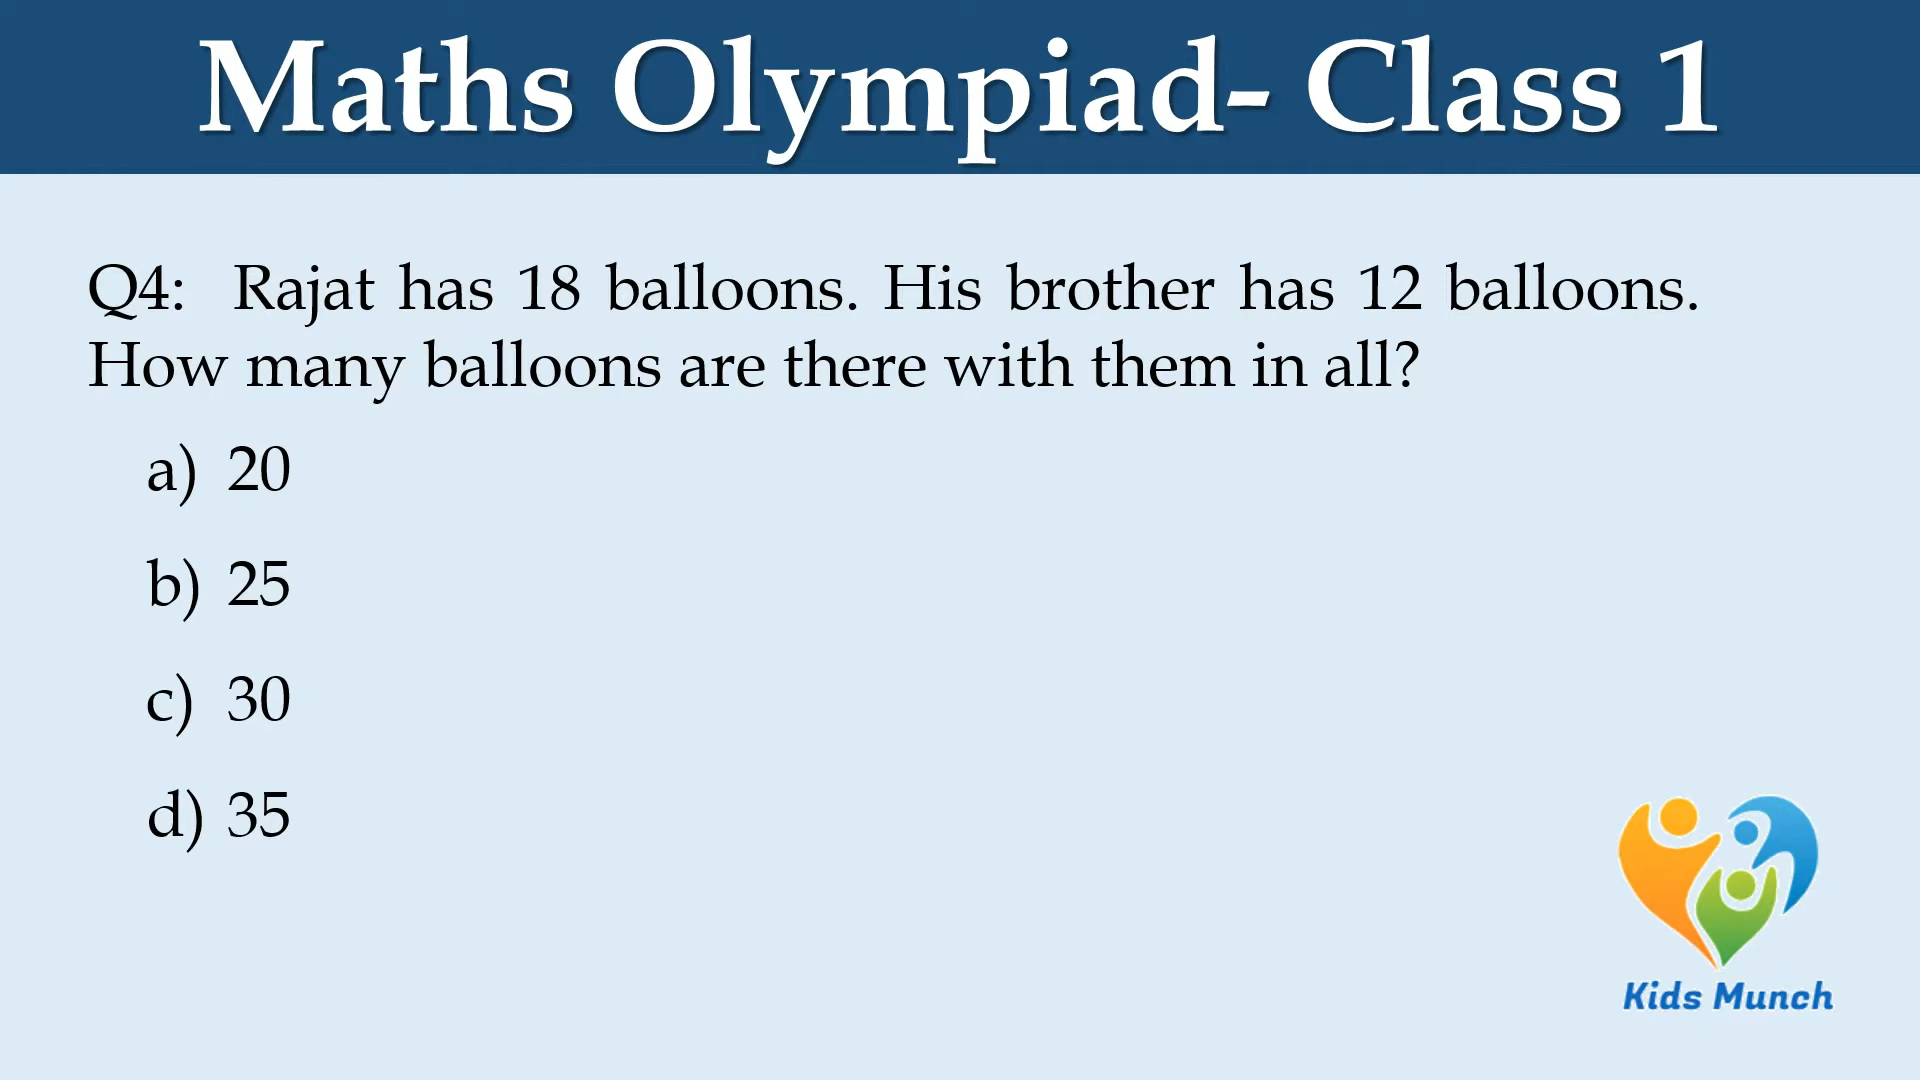 Maths Olympiad- Class 1
Q4: Rajat has 18 balloons. His brother has 12 balloons.
How many balloons are there with them in all?
a) 20
b) 25
c) 30
d) 35
Kids Munch